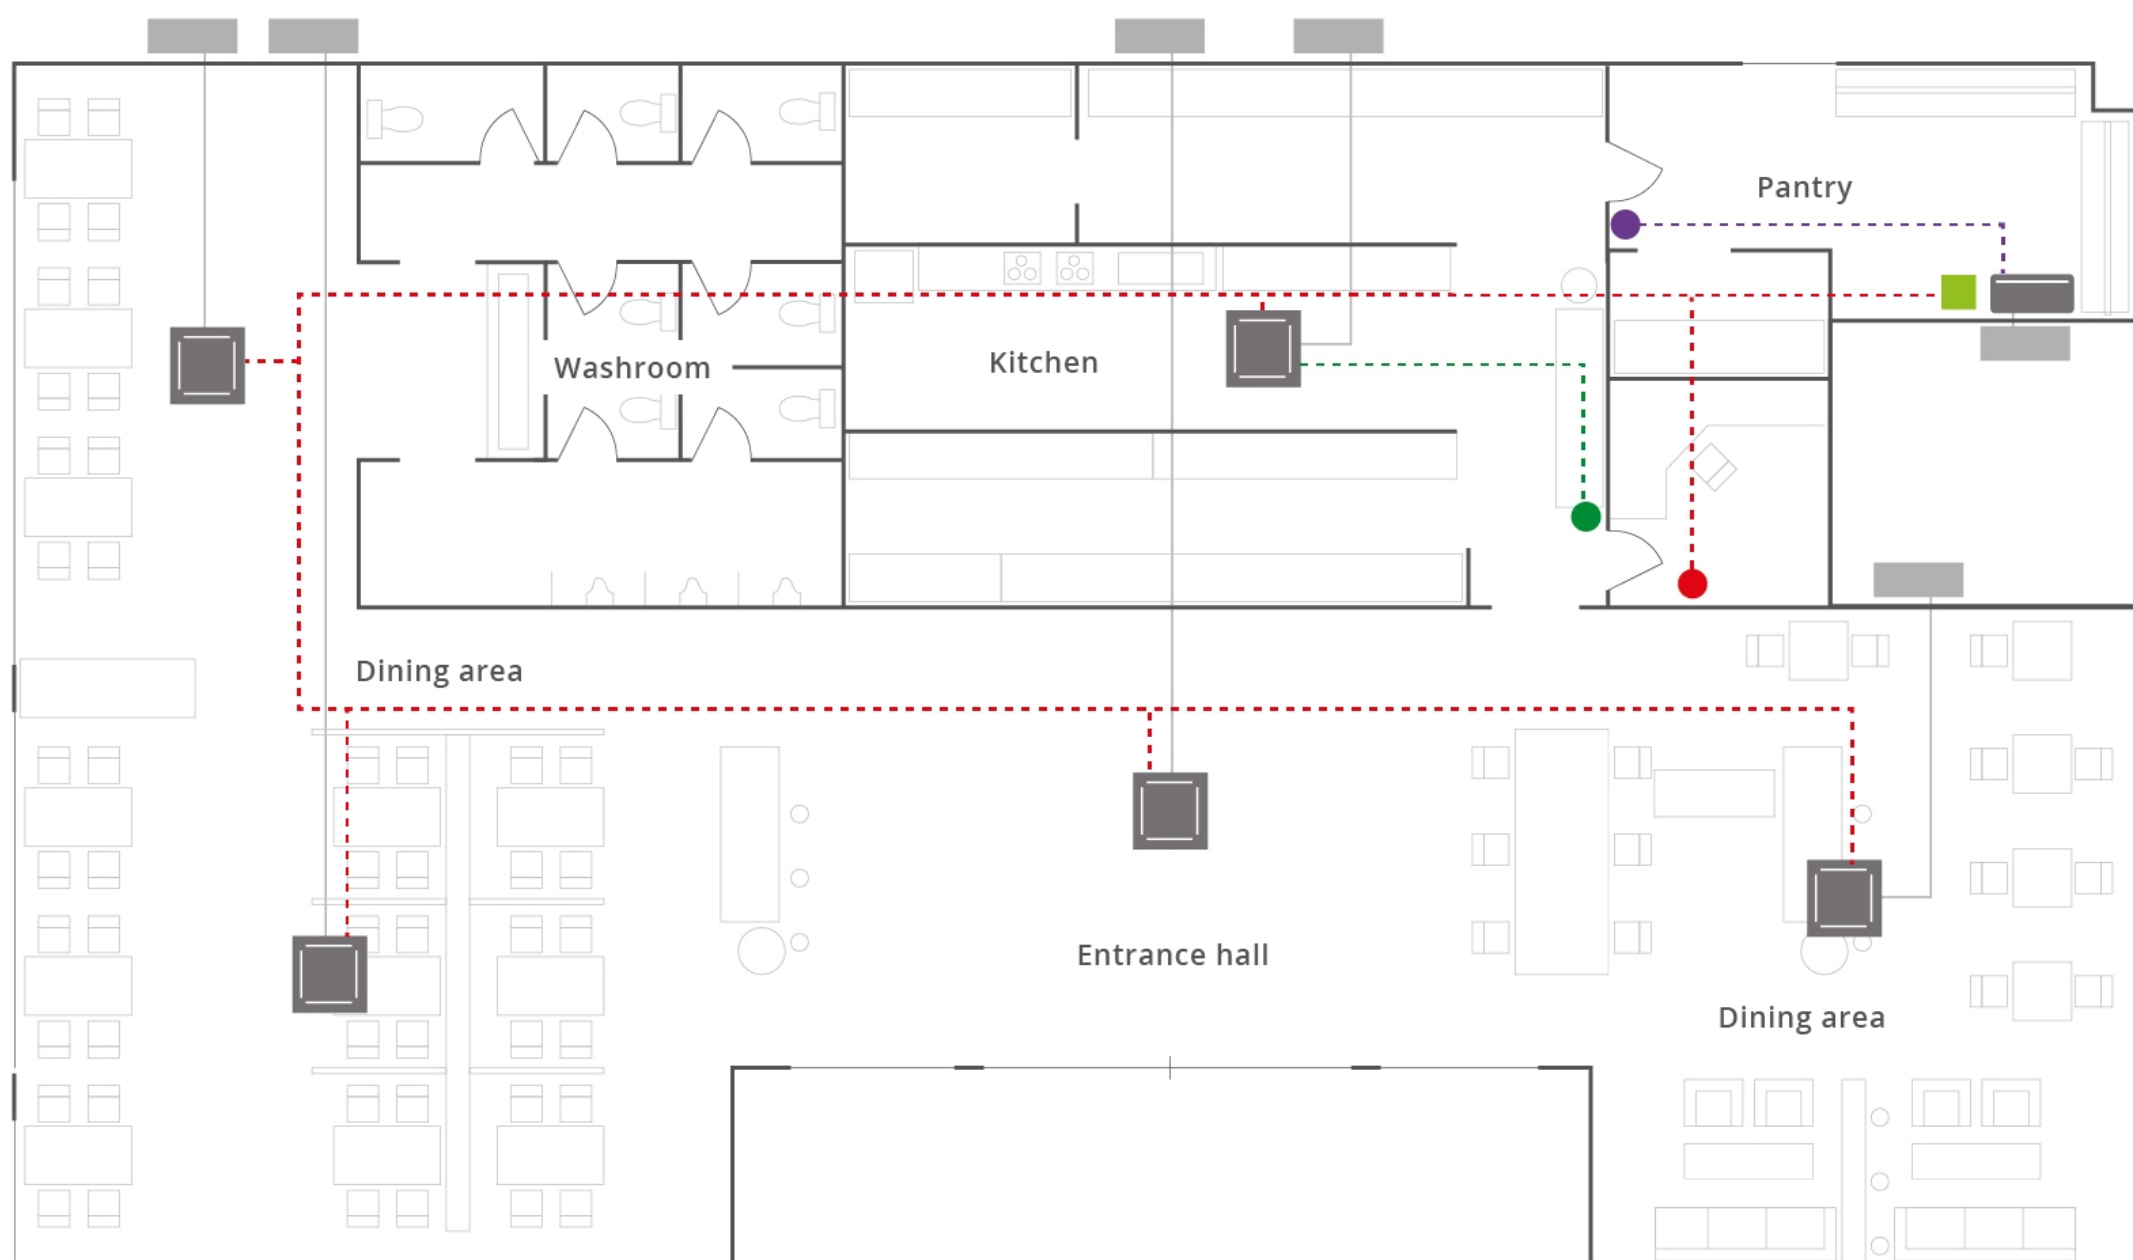 Pantry
Washroom
Kitchen
Dining area
Entrance hall
Dining area